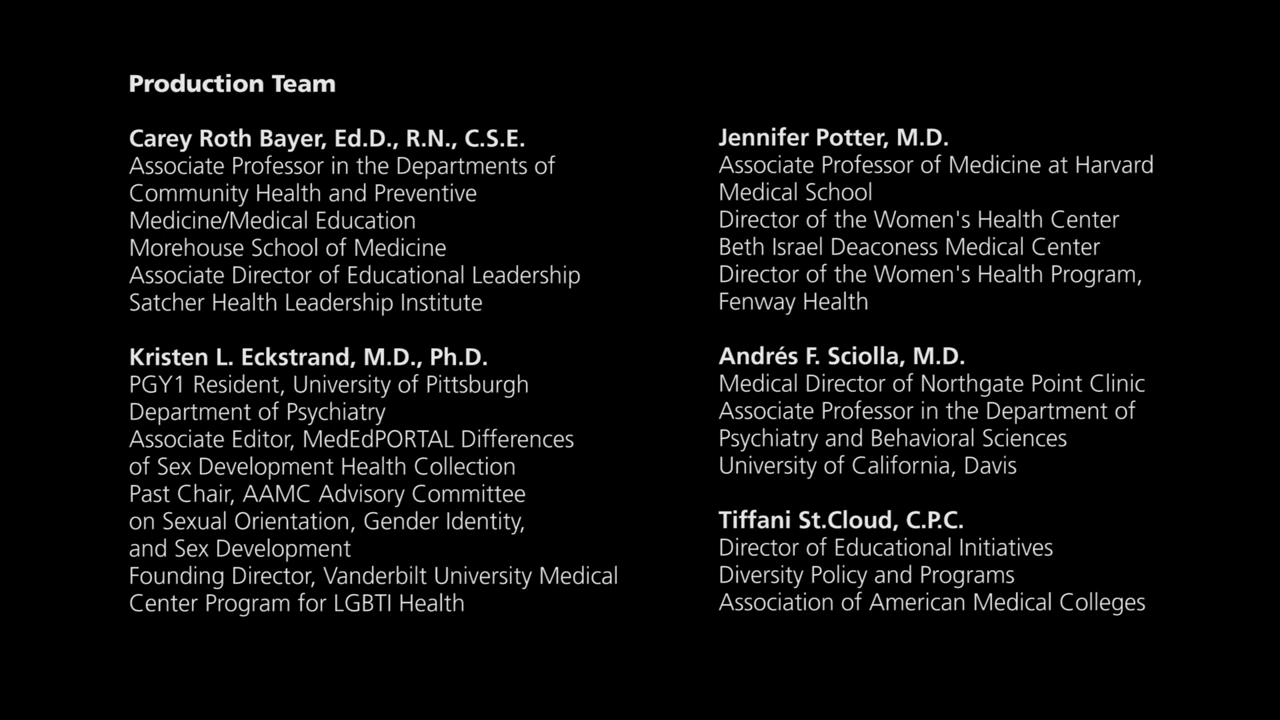 Production Team
Carey Roth Bayer, Ed.D., R.N., C.S.E.
Associate Professor in the Departments of
Community Health and Preventive
Medicine/Medical Education
Morehouse School of Medicine
Associate Director of Educational Leadership
Satcher Health Leadership Institute
Kristen L. Eckstrand, M.D., Ph.D.
PGY1 Resident, University of Pittsburgh
Department of Psychiatry
Associate Editor, MedEdPORTAL Differences
of Sex Development Health Collection
Past Chair, AAMC Advisory Committee
on Sexual Orientation, Gender Identity,
and Sex Development
Founding Director, Vanderbilt University Medical
Center Program for LGBTI Health
Jennifer Potter, M.D.
Associate Professor of Medicine at Harvard
Medical School
Director of the Women's Health Center
Beth Israel Deaconess Medical Center
Director of the Women's Health Program,
Fenway Health
Andrés F. Sciolla, M.D.
Medical Director of Northgate Point Clinic
Associate Professor in the Department of
Psychiatry and Behavioral Sciences
University of California, Davis
Tiffani St.Cloud, C.P.C.
Director of Educational Initiatives
Diversity Policy and Programs
Association of American Medical Colleges